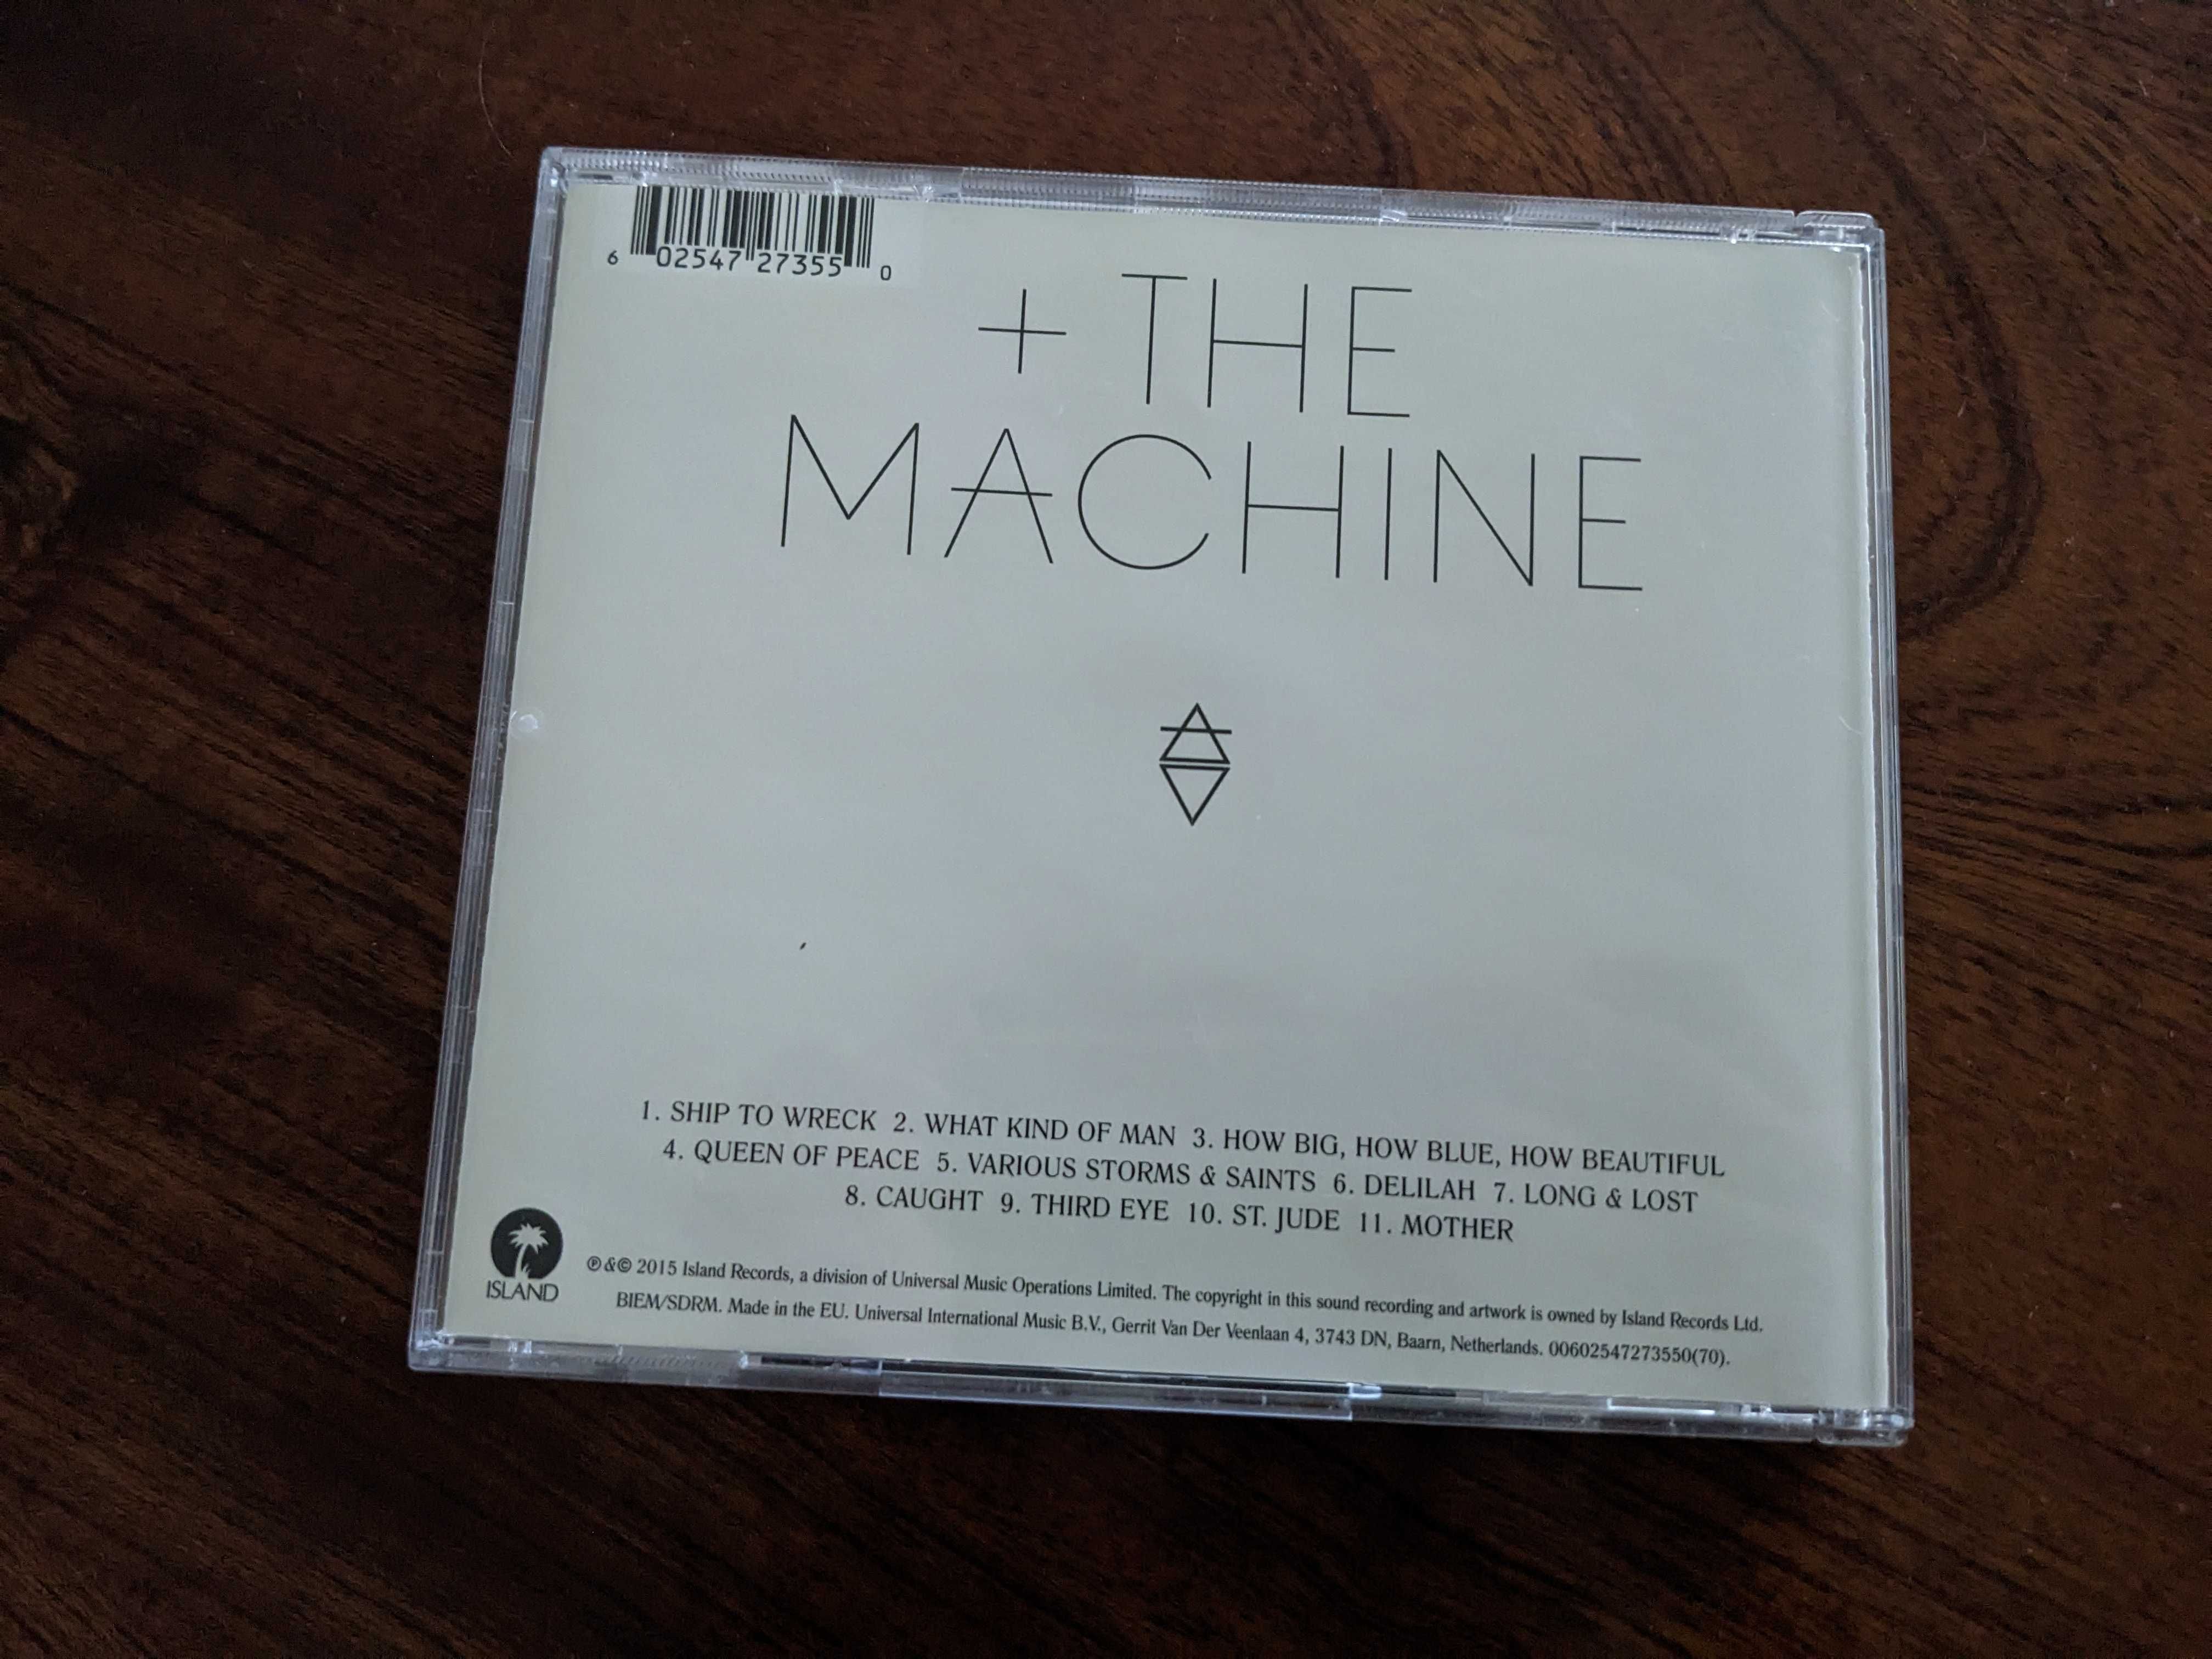 6 02547 27355 0
+ THE
MACHINE
1. SHIP TO WRECK 2. WHAT KIND OF MAN 3. HOW BIG, HOW BLUE, HOW BEAUTIFUL
4. QUEEN OF PEACE 5. VARIOUS STORMS & SAINTS 6. DELILAH 7. LONG & LOST
8. CAUGHT 9. THIRD EYE 10. ST. JUDE 11. MOTHER
ISLAND
℗&© 2015 Island Records, a division of Universal Music Operations Limited. The copyright in this sound recording and artwork is owned by Island Records Ltd.
BIEM/SDRM. Made in the EU. Universal International Music B.V., Gerrit Van Der Veenlaan 4, 3743 DN, Baarn, Netherlands. 00602547273550(70).